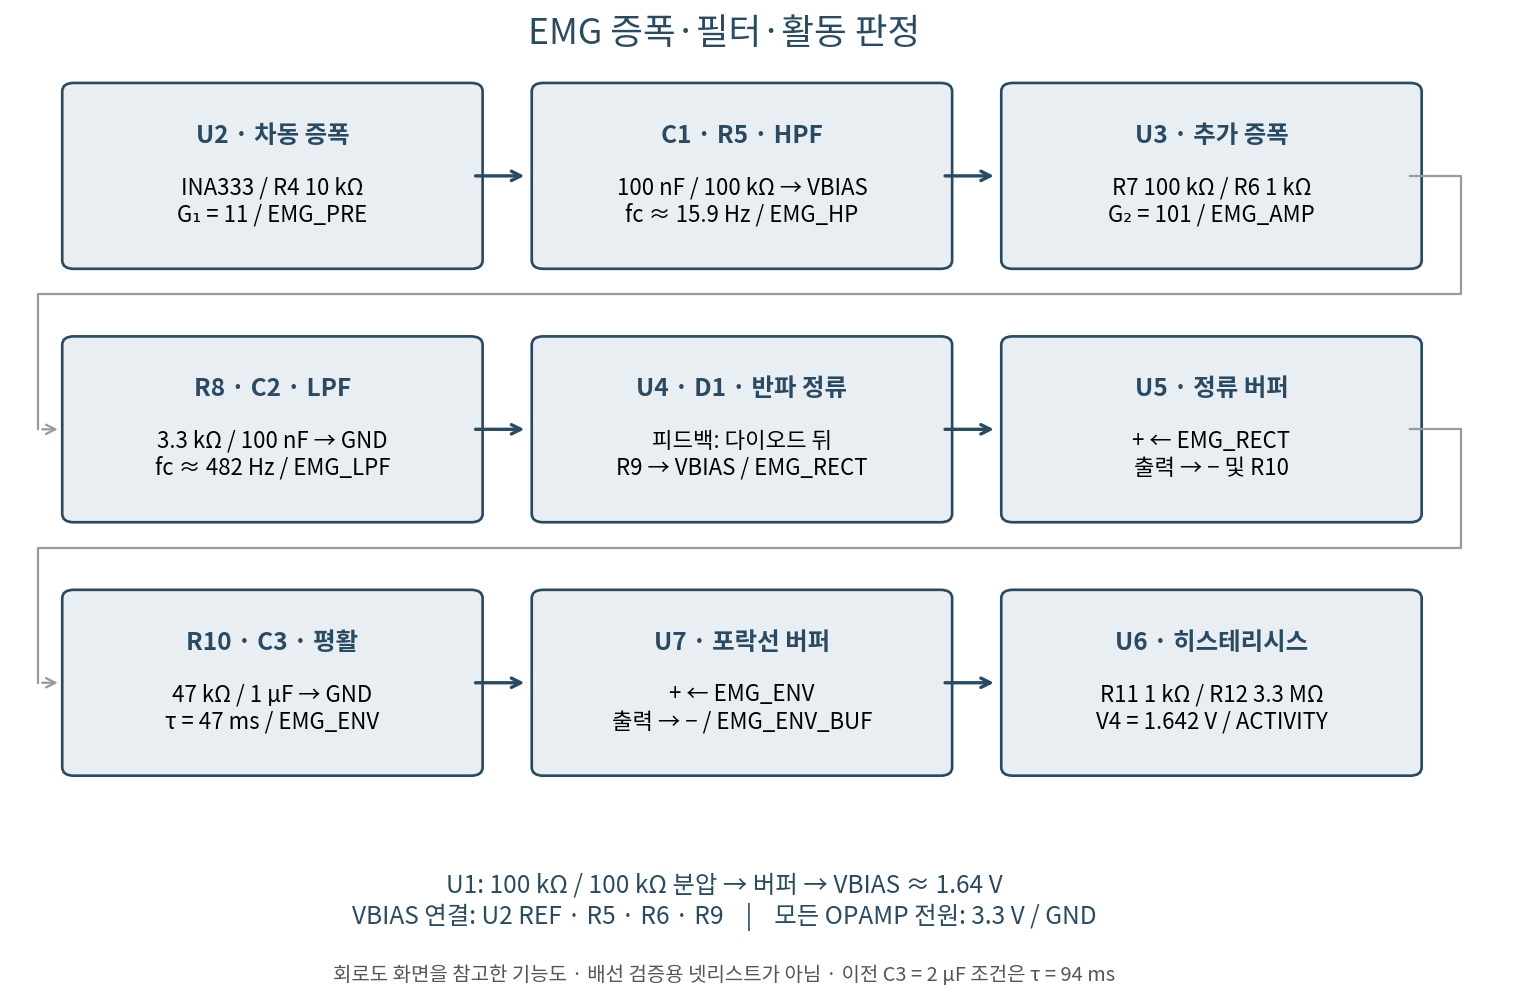 EMG 증폭·필터·활동 판정
U2 · 차동 증폭
INA333 / R4 10 kΩ
G₁ = 11 / EMG_PRE
C1 · R5 · HPF
100 nF / 100 kΩ → VBIAS
fc ≈ 15.9 Hz / EMG_HP
U3 · 추가 증폭
R7 100 kΩ / R6 1 kΩ
G₂ = 101 / EMG_AMP
R8 · C2 · LPF
3.3 kΩ / 100 nF → GND
fc ≈ 482 Hz / EMG_LPF
U4 · D1 · 반파 정류
피드백: 다이오드 뒤
R9 → VBIAS / EMG_RECT
U5 · 정류 버퍼
+ ← EMG_RECT
출력 → − 및 R10
R10 · C3 · 평활
47 kΩ / 1 µF → GND
τ = 47 ms / EMG_ENV
U7 · 포락선 버퍼
+ ← EMG_ENV
출력 → − / EMG_ENV_BUF
U6 · 히스테리시스
R11 1 kΩ / R12 3.3 MΩ
V4 = 1.642 V / ACTIVITY
U1: 100 kΩ / 100 kΩ 분압 → 버퍼 → VBIAS ≈ 1.64 V
VBIAS 연결: U2 REF · R5 · R6 · R9 | 모든 OPAMP 전원: 3.3 V / GND
회로도 화면을 참고한 기능도 · 배선 검증용 넷리스트가 아님 · 이전 C3 = 2 µF 조건은 τ = 94 ms